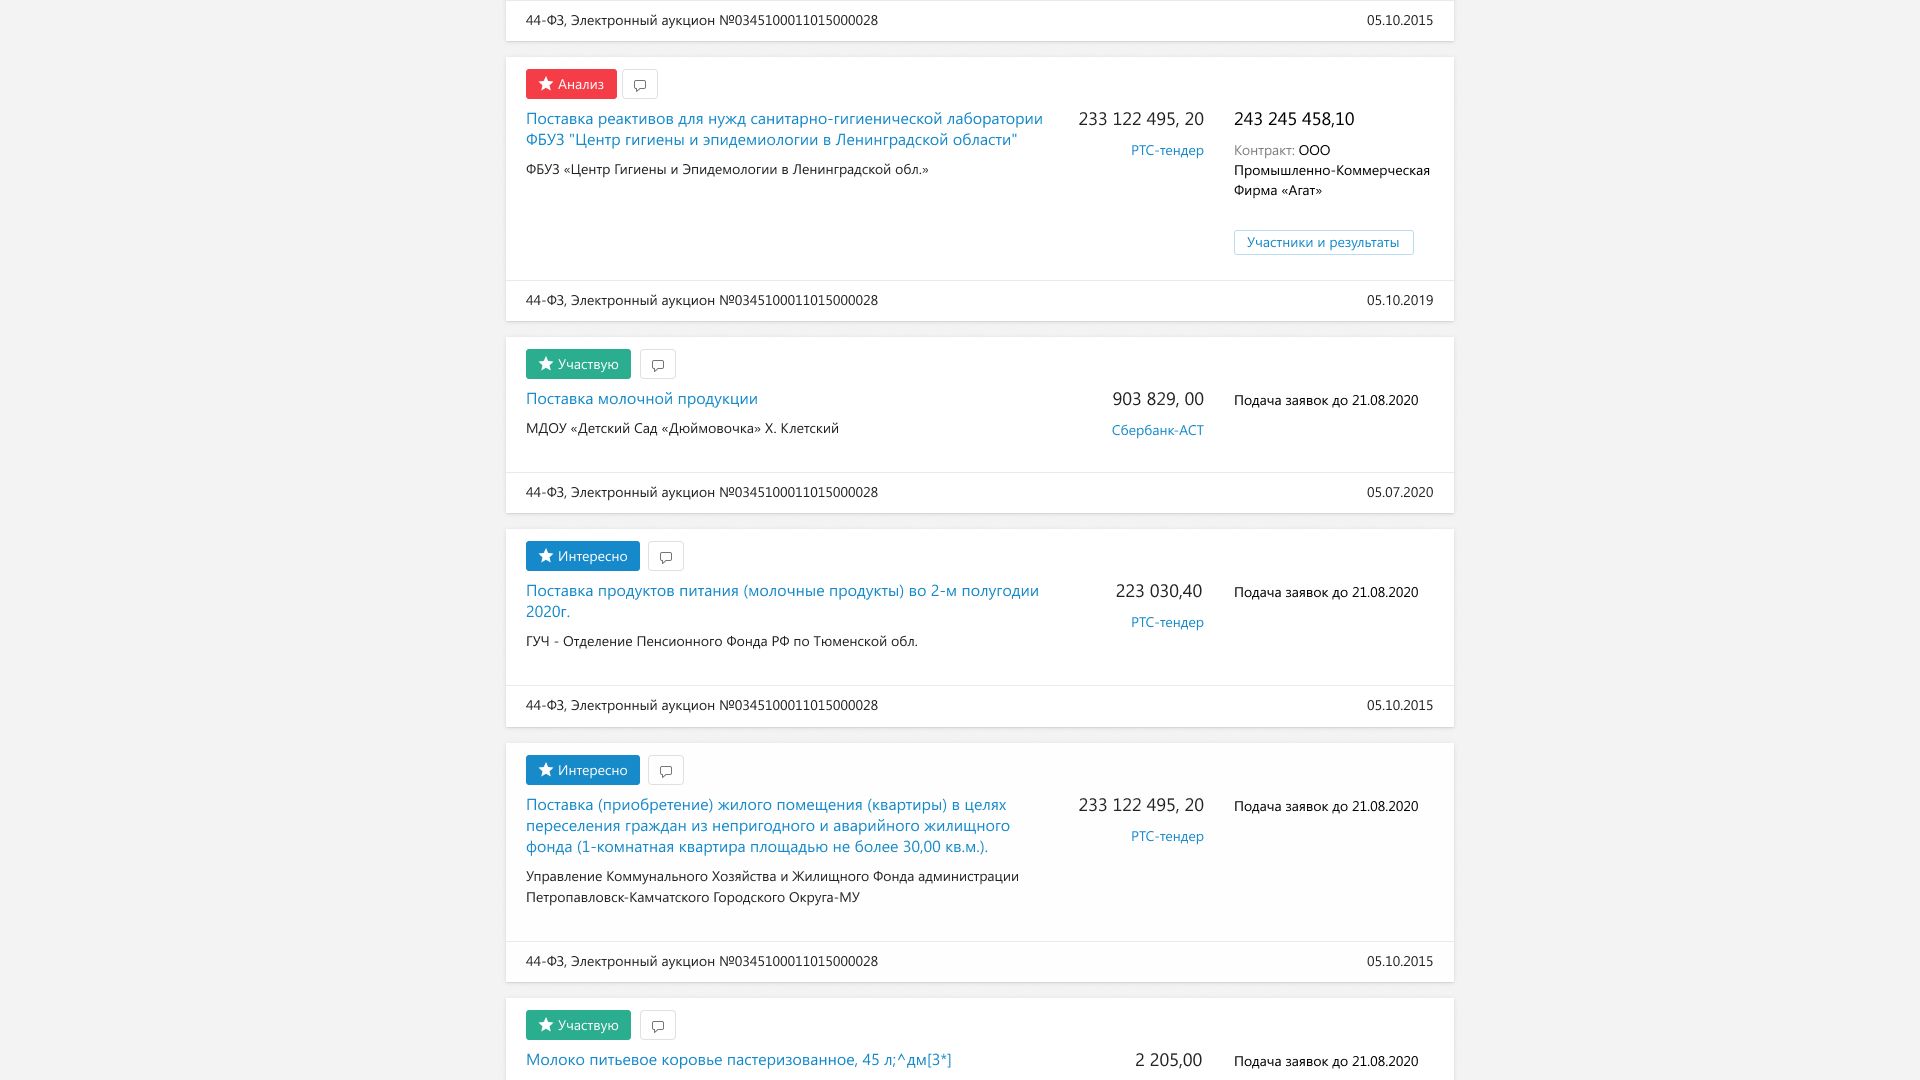 44-ФЗ, Электронный аукцион №0345100011015000028 05.10.2015
Анализ
Поставка реактивов для нужд санитарно-гигиенической лаборатории 233 122 495, 20 243 245 458,10
ФБУЗ "Центр гигиены и эпидемиологии в Ленинградской области" РТС-тендер Контракт: ООО
ФБУЗ «Центр Гигиены и Эпидемологии в Ленинградской обл.» Промышленно-Коммерческая
Фирма «Агат»
Участники и результаты
44-ФЗ, Электронный аукцион №0345100011015000028 05.10.2019
Участвую
Поставка молочной продукции 903 829, 00 Подача заявок до 21.08.2020
МДОУ «Детский Сад «Дюймовочка» Х. Клетский Сбербанк-АСТ
44-ФЗ, Электронный аукцион №0345100011015000028 05.07.2020
Интересно
Поставка продуктов питания (молочные продукты) во 2-м полугодии 223 030,40 Подача заявок до 21.08.2020
2020г. РТС-тендер
ГУЧ - Отделение Пенсионного Фонда РФ по Тюменской обл.
44-ФЗ, Электронный аукцион №0345100011015000028 05.10.2015
Интересно
Поставка (приобретение) жилого помещения (квартиры) в целях 233 122 495, 20 Подача заявок до 21.08.2020
переселения граждан из непригодного и аварийного жилищного РТС-тендер
фонда (1-комнатная квартира площадью не более 30,00 кв.м.).
Управление Коммунального Хозяйства и Жилищного Фонда администрации
Петропавловск-Камчатского Городского Округа-МУ
44-ФЗ, Электронный аукцион №0345100011015000028 05.10.2015
Участвую
Молоко питьевое коровье пастеризованное, 45 л;^дм[3*] 2 205,00 Подача заявок до 21.08.2020